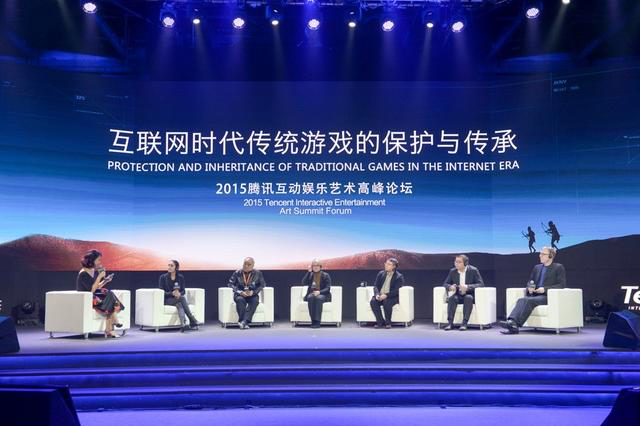 互联网时代传统游戏的保护与传承
PROTECTION AND INHERITANCE OF TRADITIONAL GAMES IN THE INTERNET ERA
2015腾讯互动娱乐艺术高峰论坛
2015 Tencent Interactive Entertainment
Art Summit Forum
Te
INTE